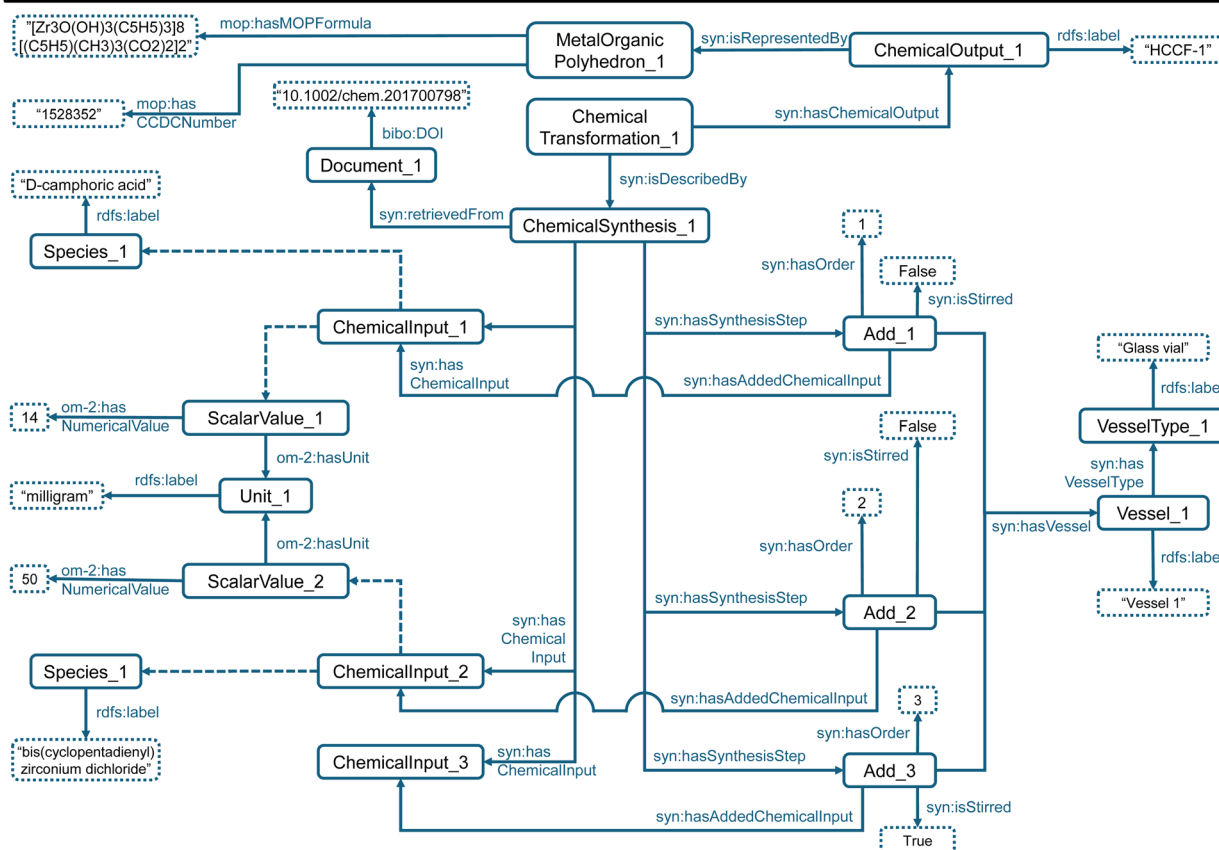 "[Zr3O(OH)3(C5H5)3]8
[(C5H5)(CH3)3(CO2)2]2"
mop:hasMOPFormula
MetalOrganic
Polyhedron_1
syn:isRepresentedBy
ChemicalOutput_1
rdfs:label
"HCCF-1"
"1528352"
mop:has
CCDCNumber
"10.1002/chem.201700798"
bibo:DOI
Document_1
Chemical
Transformation_1
syn:hasChemicalOutput
syn:isDescribedBy
"D-camphoric acid"
rdfs:label
Species_1
syn:retrievedFrom
ChemicalSynthesis_1
1
syn:hasOrder
False
syn:isStirred
ChemicalInput_1
syn:hasSynthesisStep
Add_1
syn:has
ChemicalInput
syn:hasAddedChemicalInput
"Glass vial"
rdfs:label
VesselType_1
syn:has
VesselType
Vessel_1
syn:hasVessel
rdfs:label
"Vessel 1"
14
om-2:has
NumericalValue
ScalarValue_1
om-2:hasUnit
"milligram"
rdfs:label
Unit_1
om-2:hasUnit
50
om-2:has
NumericalValue
ScalarValue_2
False
syn:isStirred
2
syn:hasOrder
syn:hasSynthesisStep
Add_2
syn:has
Chemical
Input
Species_1
ChemicalInput_2
syn:hasAddedChemicalInput
rdfs:label
"bis(cyclopentadienyl)
zirconium dichloride"
3
syn:hasOrder
ChemicalInput_3
syn:has
ChemicalInput
syn:hasSynthesisStep
Add_3
syn:hasAddedChemicalInput
syn:isStirred
True